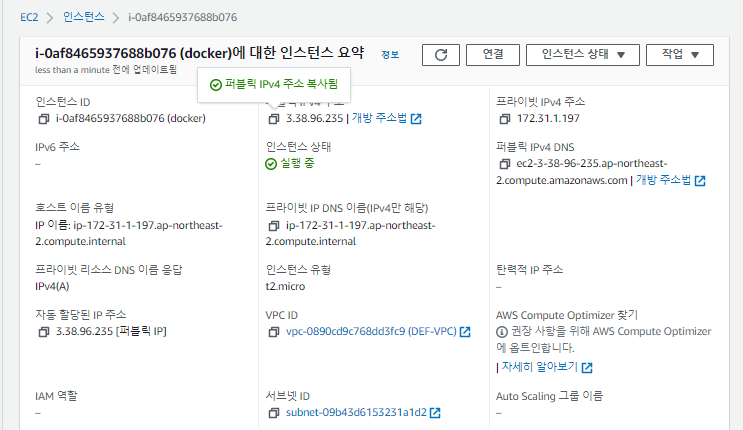 EC2 > 인스턴스 > i-0af8465937688b076
i-0af8465937688b076 (docker)에 대한 인스턴스 요약 정보
연결
인스턴스 상태
작업
less than a minute 전에 업데이트됨
퍼블릭 IPv4 주소 복사됨
인스턴스 ID
i-0af8465937688b076 (docker)
3.38.96.235 | 개방 주소법
프라이빗 IPv4 주소
172.31.1.197
IPv6 주소
–
인스턴스 상태
실행 중
퍼블릭 IPv4 DNS
ec2-3-38-96-235.ap-northeast-
2.compute.amazonaws.com | 개방 주소법
호스트 이름 유형
IP 이름: ip-172-31-1-197.ap-northeast-
2.compute.internal
프라이빗 IP DNS 이름(IPv4만 해당)
ip-172-31-1-197.ap-northeast-
2.compute.internal
프라이빗 리소스 DNS 이름 응답
IPv4(A)
인스턴스 유형
t2.micro
탄력적 IP 주소
–
자동 할당된 IP 주소
3.38.96.235 [퍼블릭 IP]
VPC ID
vpc-0890cd9c768dd3fc9 (DEF-VPC)
AWS Compute Optimizer 찾기
권장 사항을 위해 AWS Compute Optimizer
에 옵트인합니다.
| 자세히 알아보기
IAM 역할
–
서브넷 ID
subnet-09b43d6153231a1d2
Auto Scaling 그룹 이름
–